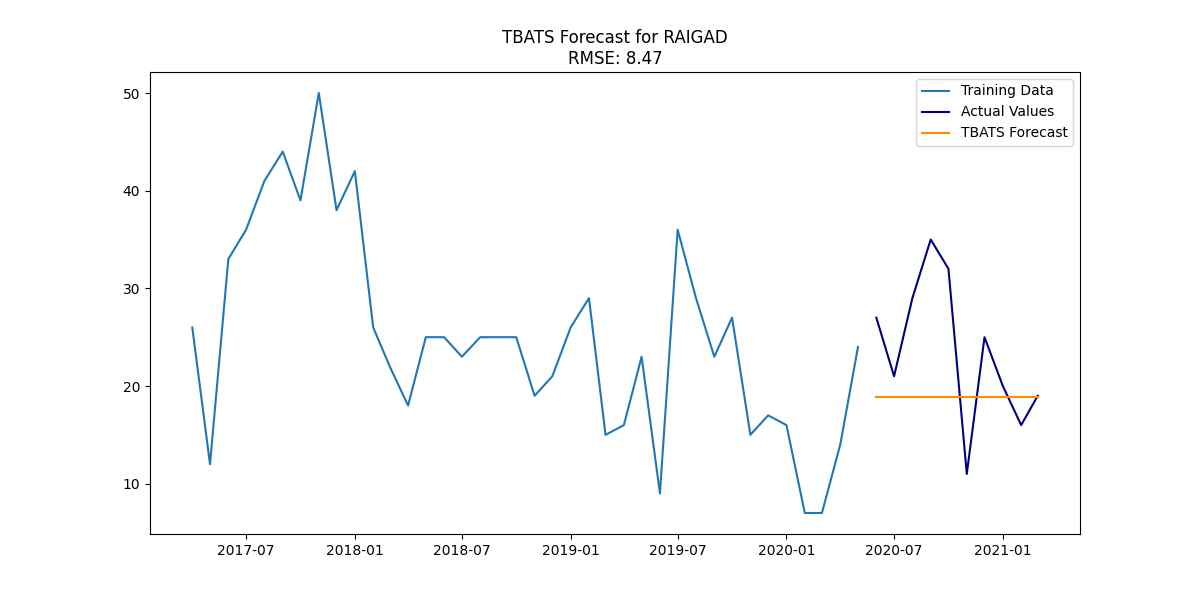 TBATS Forecast for RAIGAD
RMSE: 8.47
Training Data
Actual Values
TBATS Forecast
50
40
30
20
10
2017-07
2018-01
2018-07
2019-01
2019-07
2020-01
2020-07
2021-01